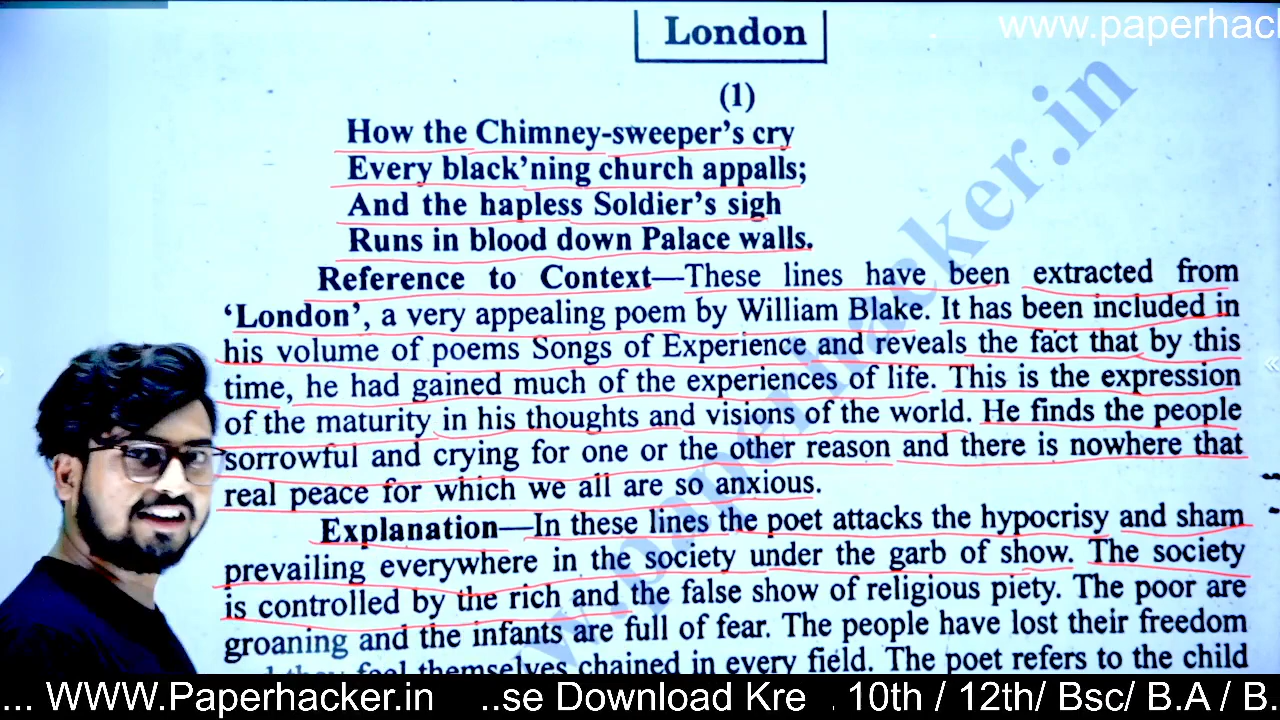 London
www.paperhack
(1)
How the Chimney-sweeper's cry
Every black'ning church appalls;
And the hapless Soldier's sigh
Runs in blood down Palace walls.
Reference to Context—These lines have been extracted from
'London', a very appealing poem by William Blake. It has been included in
his volume of poems Songs of Experience and reveals the fact that by this
time, he had gained much of the experiences of life. This is the expression
of the maturity in his thoughts and visions of the world. He finds the people
sorrowful and crying for one or the other reason and there is nowhere that
real peace for which we all are so anxious.
Explanation—In these lines the poet attacks the hypocrisy and sham
prevailing everywhere in the society under the garb of show. The society
is controlled by the rich and the false show of religious piety. The poor are
groaning and the infants are full of fear. The people have lost their freedom
and they feel themselves chained in every field. The poet refers to the child
www.paperhacker.in
... WWW.Paperhacker.in ..se Download Kre . 10th / 12th/ Bsc/ B.A / B.